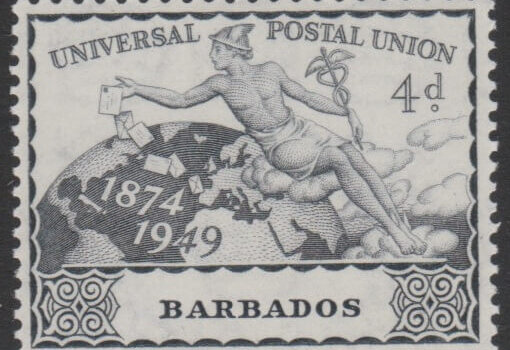 UNIVERSAL POSTAL UNION
4d.
1874
1949
BARBADOS